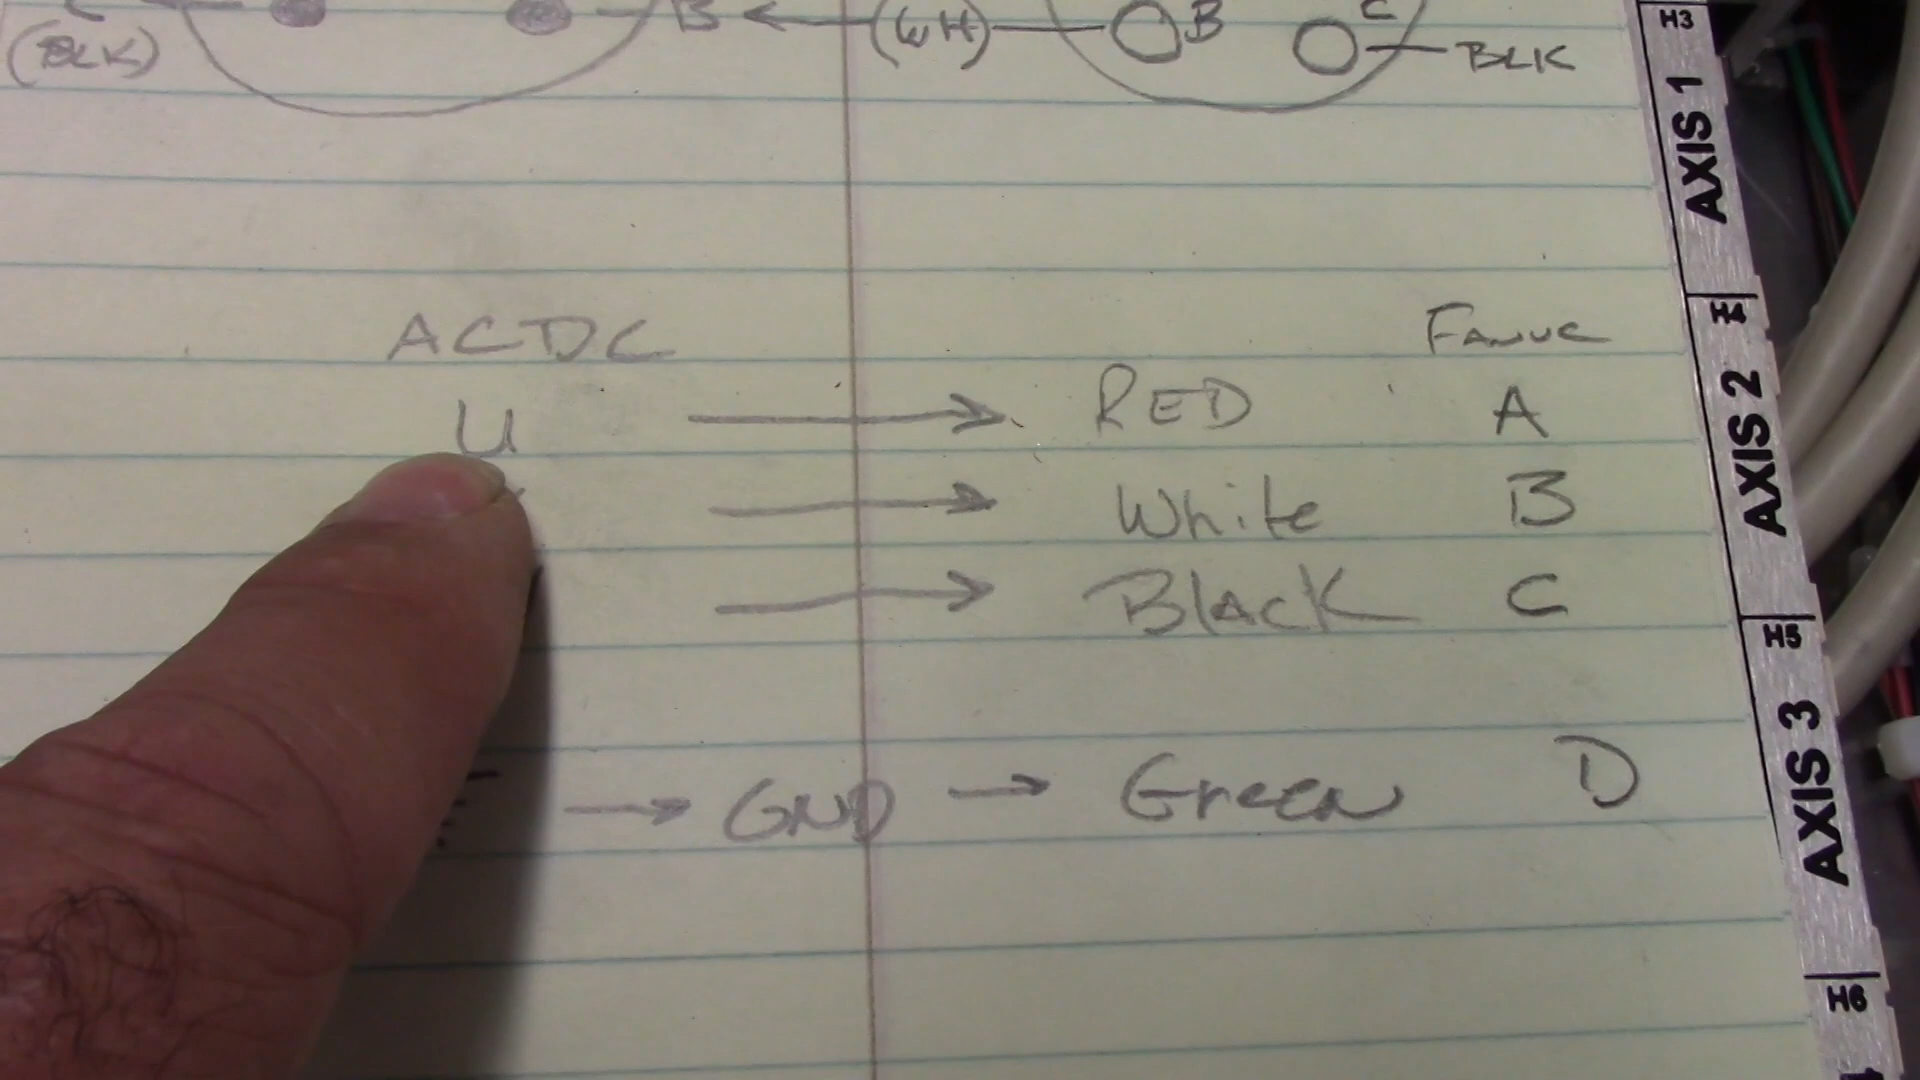 C B (WH) B C
(BLK) BLK
ACDC Fanuc
U → RED A
→ White B
→ Black C
→ GND → Green D
H3
AXIS 1
H4
AXIS 2
H5
AXIS 3
H6